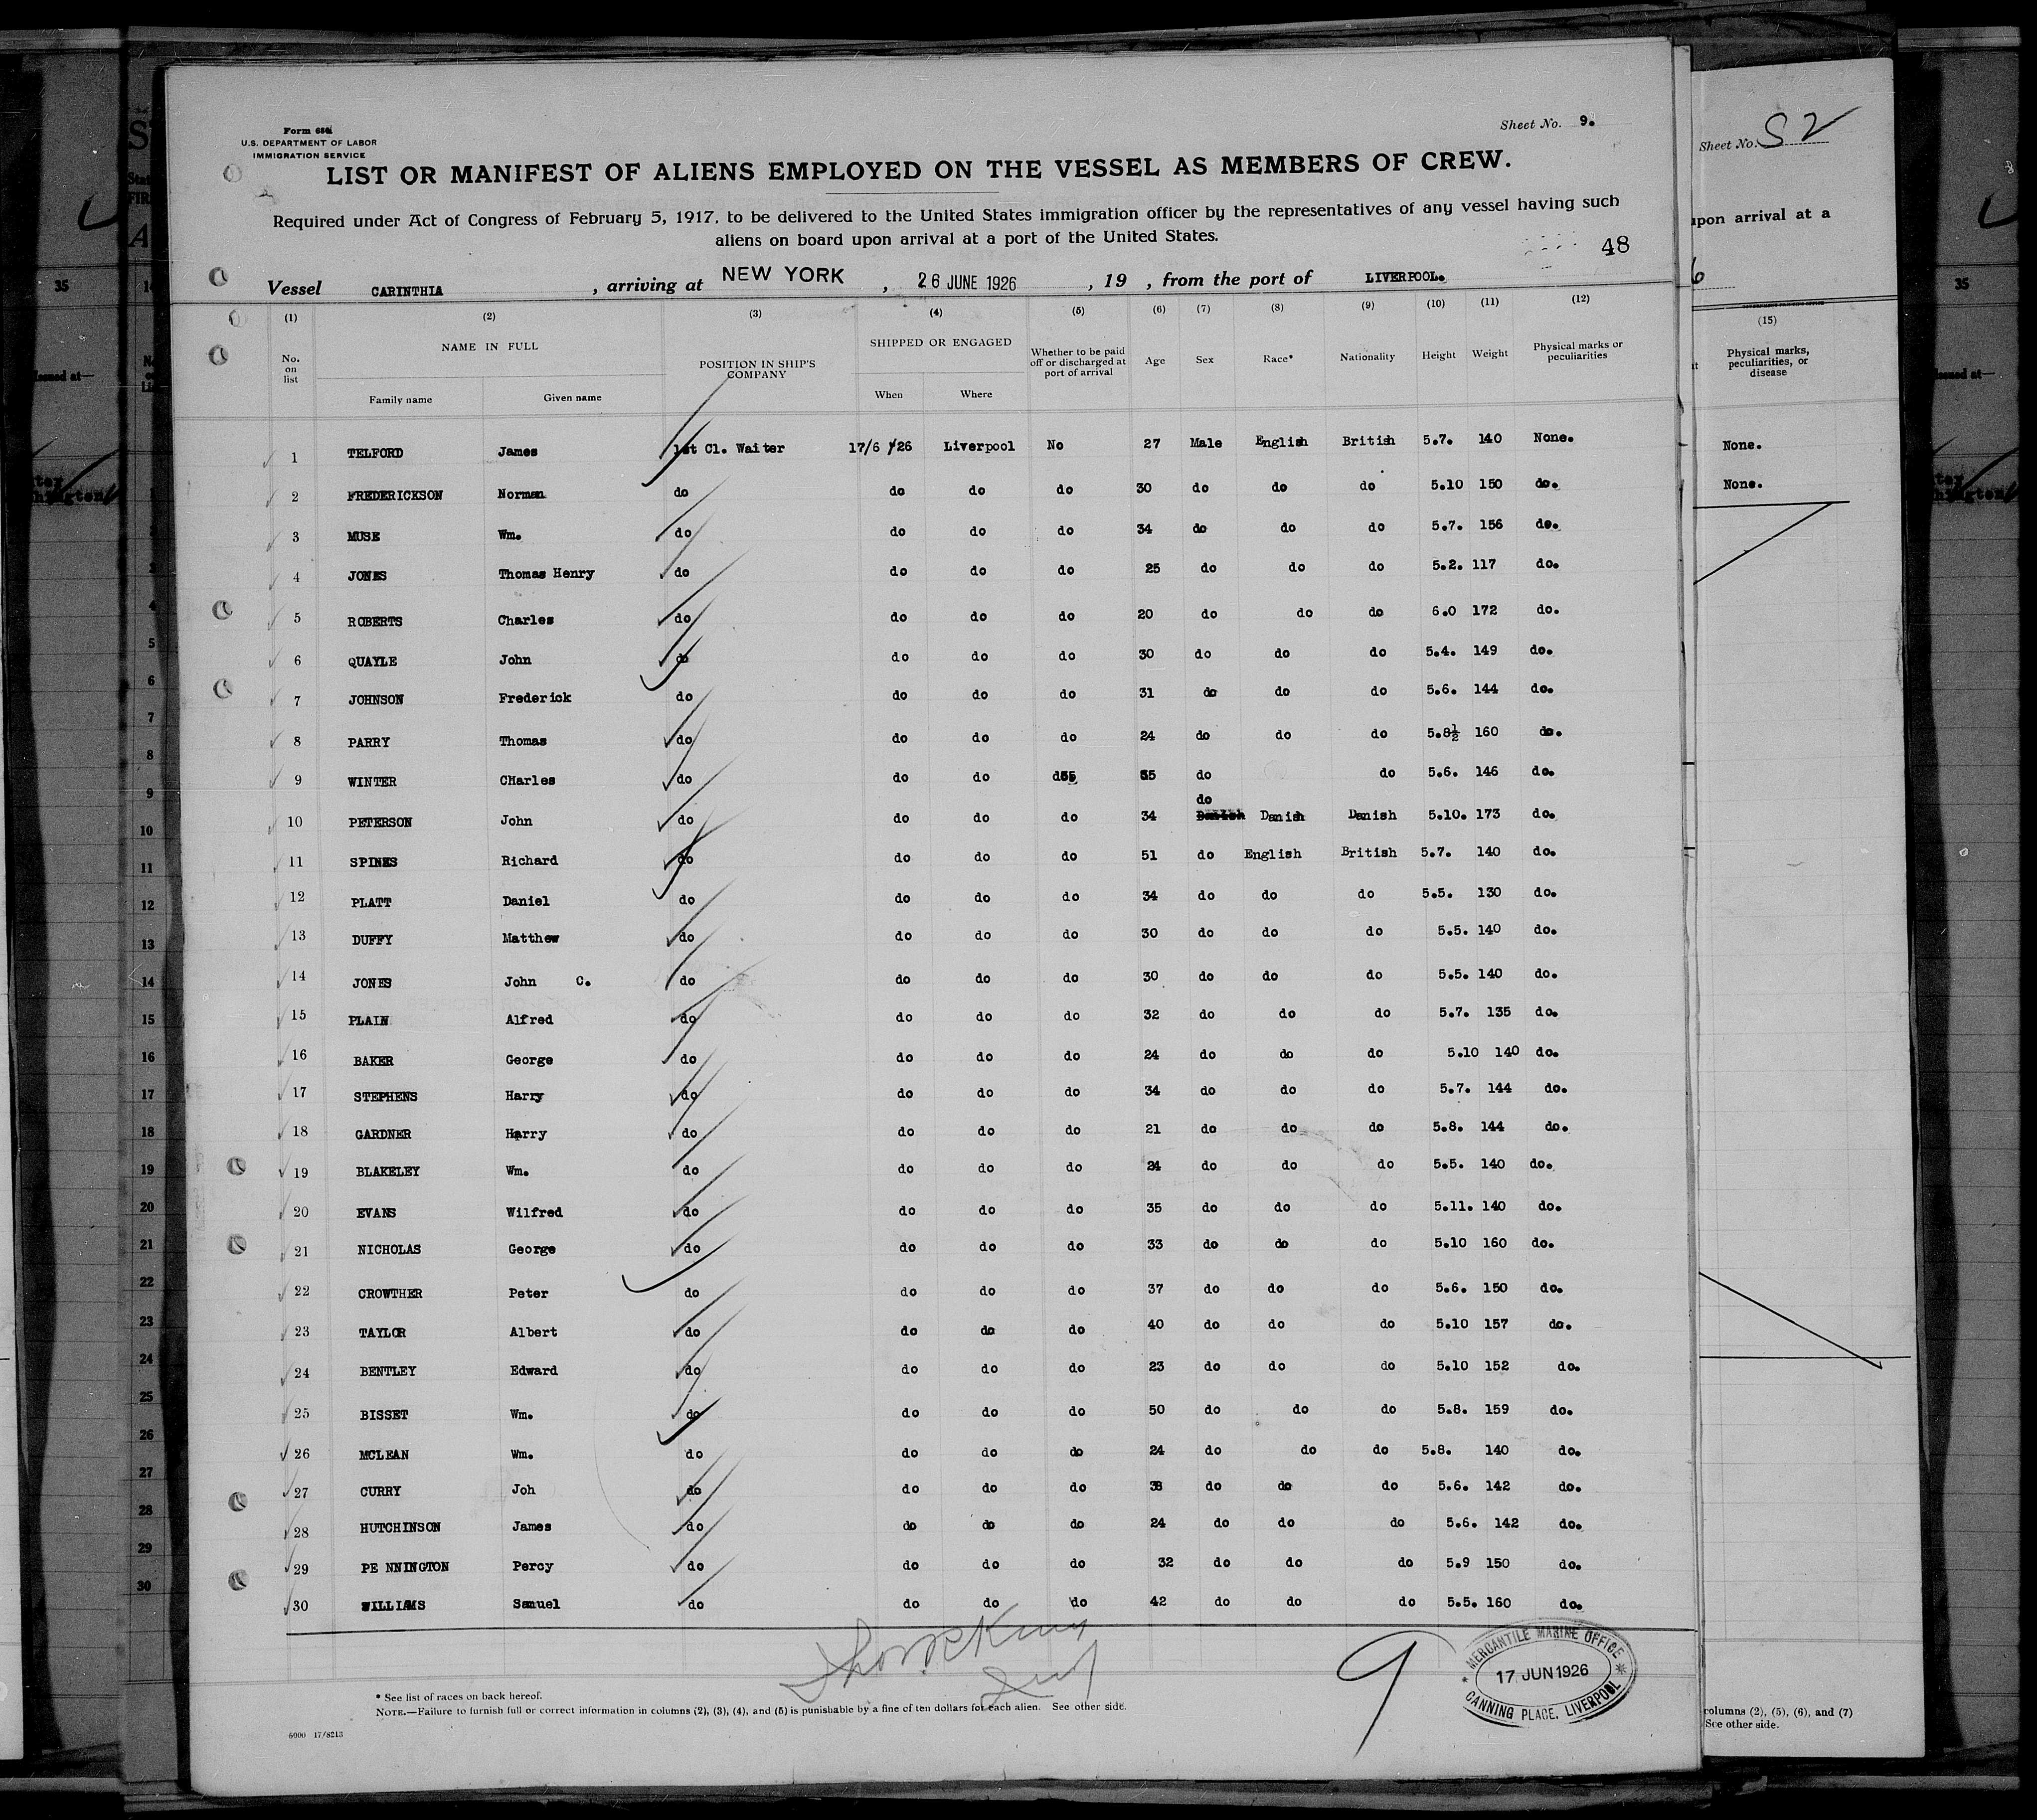 Form 680
U.S. DEPARTMENT OF LABOR
IMMIGRATION SERVICE
Sheet No. 9.
LIST OR MANIFEST OF ALIENS EMPLOYED ON THE VESSEL AS MEMBERS OF CREW.
Required under Act of Congress of February 5, 1917, to be delivered to the United States immigration officer by the representatives of any vessel having such
aliens on board upon arrival at a port of the United States.
48
Vessel CARINTHIA , arriving at NEW YORK , 26 JUNE 1926 , 19 , from the port of LIVERPOOL.
(1) (2) (3) (4) (5) (6) (7) (8) (9) (10) (11) (12)
No. on list NAME IN FULL Family name Given name POSITION IN SHIP'S COMPANY SHIPPED OR ENGAGED When Where Whether to be paid off or discharged at port of arrival Age Sex Race* Nationality Height Weight Physical marks or peculiarities
1 TELFORD James 1st Cl. Waiter 17/6/26 Liverpool No 27 Male English British 5.7. 140 None.
2 FREDERICKSON Norman do do do do 30 do do do 5.10 150 do.
3 MUSE Wm. do do do do 34 do do do 5.7. 156 do.
4 JONES Thomas Henry do do do do 25 do do do 5.2. 117 do.
5 ROBERTS Charles do do do do 20 do do do 6.0 172 do.
6 QUAYLE John do do do do 30 do do do 5.4. 149 do.
7 JOHNSON Frederick do do do do 31 do do do 5.6. 144 do.
8 PARRY Thomas do do do do 24 do do do 5.8½ 160 do.
9 WINTER CHarles do do do 35 do do 5.6. 146 do.
10 PETERSON John do do do do 34 do Danish Danish 5.10. 173 do.
11 SPINES Richard do do do do 51 do English British 5.7. 140 do.
12 PLATT Daniel do do do do 34 do do do 5.5. 130 do.
13 DUFFY Matthew do do do do 30 do do do 5.5. 140 do.
14 JONES John C. do do do do 30 do do do 5.5. 140 do.
15 PLAIN Alfred do do do do 32 do do do 5.7. 135 do.
16 BAKER George do do do do 24 do do do 5.10 140 do.
17 STEPHENS Harry do do do do 34 do do do 5.7. 144 do.
18 GARDNER Harry do do do do 21 do do do 5.8. 144 do.
19 BLAKELEY Wm. do do do do 24 do do do 5.5. 140 do.
20 EVANS Wilfred do do do do 35 do do do 5.11. 140 do.
21 NICHOLAS George do do do do 33 do do do 5.10 160 do.
22 CROWTHER Peter do do do do 37 do do do 5.6. 150 do.
23 TAYLOR Albert do do do do 40 do do do 5.10 157 do.
24 BENTLEY Edward do do do do 23 do do do 5.10 152 do.
25 BISSET Wm. do do do do 50 do do do 5.8. 159 do.
26 MCLEAN Wm. do do do do 24 do do do 5.8. 140 do.
27 CURRY Joh do do do do 38 do do do 5.6. 142 do.
28 HUTCHINSON James do do do do 24 do do do 5.6. 142 do.
29 PE NNINGTON Percy do do do do 32 do do do 5.9 150 do.
30 WILLIAMS Samuel do do do do 42 do do do 5.5. 160 do.
9
MERCANTILE MARINE OFFICE
17 JUN 1926
CANNING PLACE, LIVERPOOL
* See list of races on back hereof.
NOTE.—Failure to furnish full or correct information in columns (2), (3), (4), and (5) is punishable by a fine of ten dollars for each alien. See other side.
6000 17/8213
Sheet No. 52
upon arrival at a
(15)
Physical marks, peculiarities, or disease
None.
None.
columns (2), (5), (6), and (7)
See other side.
35
issued at—
35
issued at—